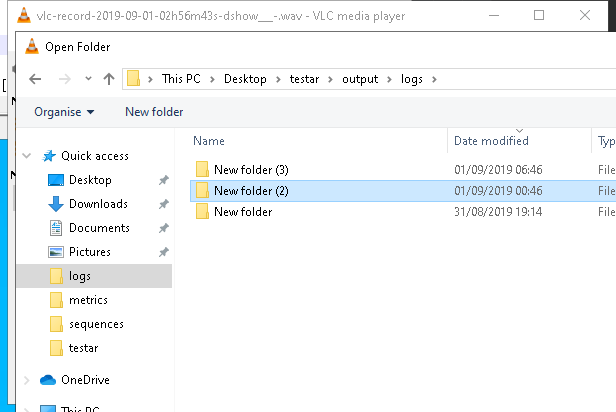 vlc-record-2019-09-01-02h56m43s-dshow___-.wav - VLC media player
Open Folder
This PC > Desktop > testar > output > logs >
Organise New folder
Name Date modified Typ
Quick access
New folder (3) 01/09/2019 06:46 File
Desktop
New folder (2) 01/09/2019 00:46 File
Downloads
New folder 31/08/2019 19:14 File
Documents
Pictures
logs
metrics
sequences
testar
OneDrive
This PC